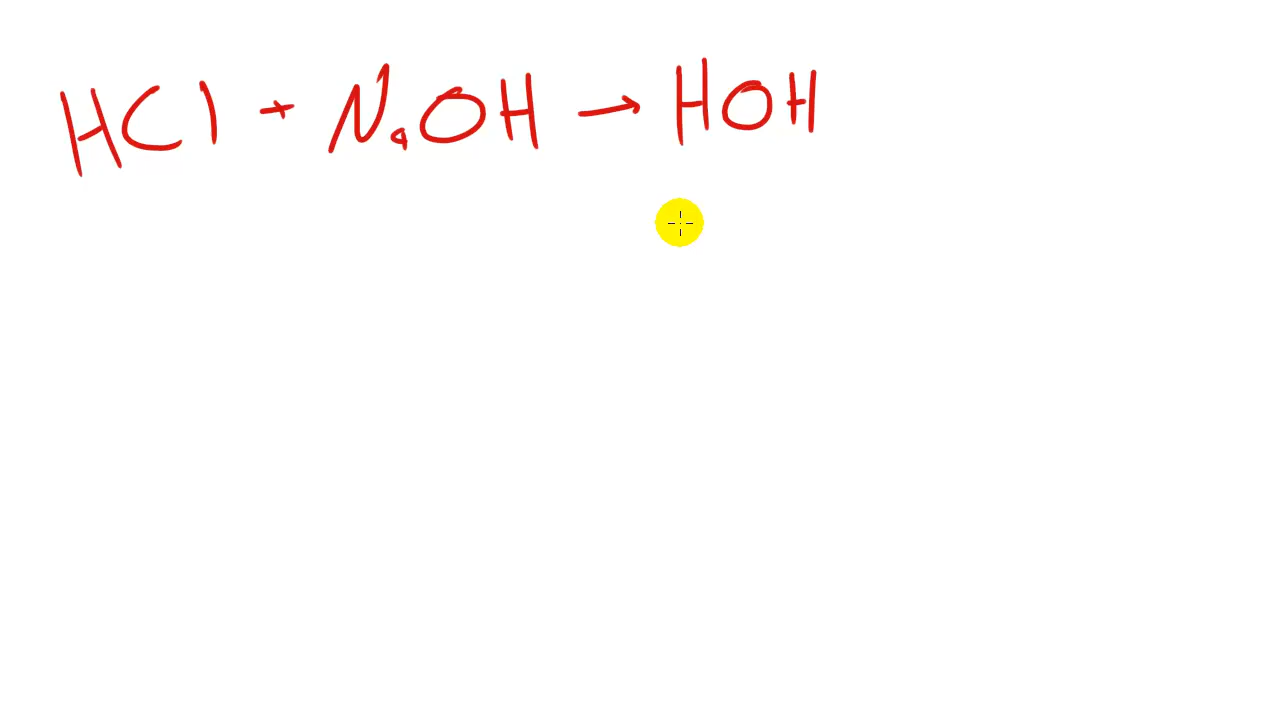 HCl + NaOH → HOH